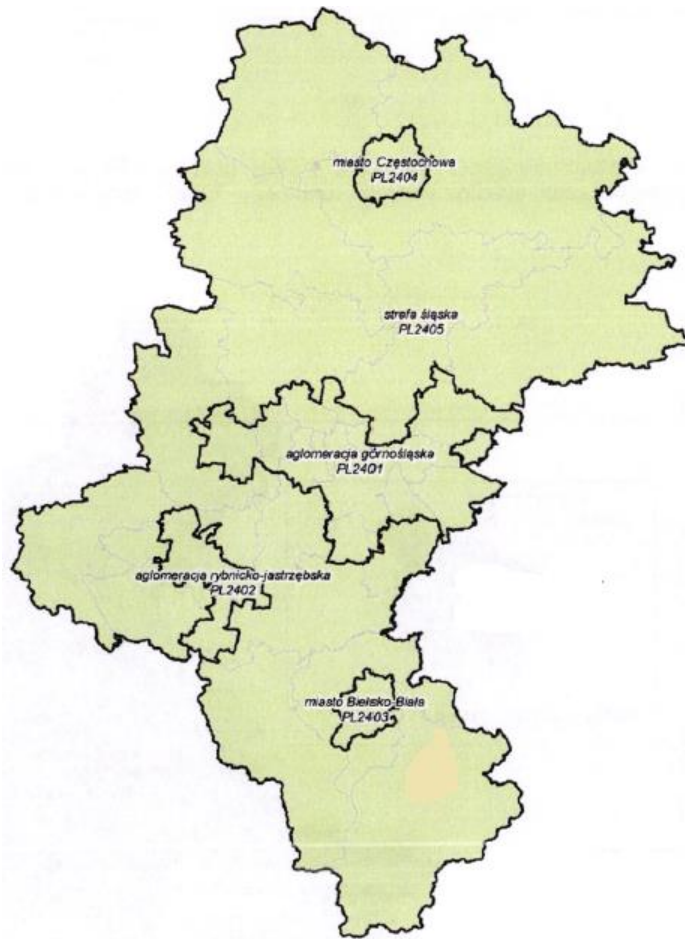 miasto Częstochowa
PL2404
strefa śląska
PL2405
aglomeracja górnośląska
PL2401
aglomeracja rybnicko-jastrzębska
PL2402
miasto Bielsko-Biała
PL2403